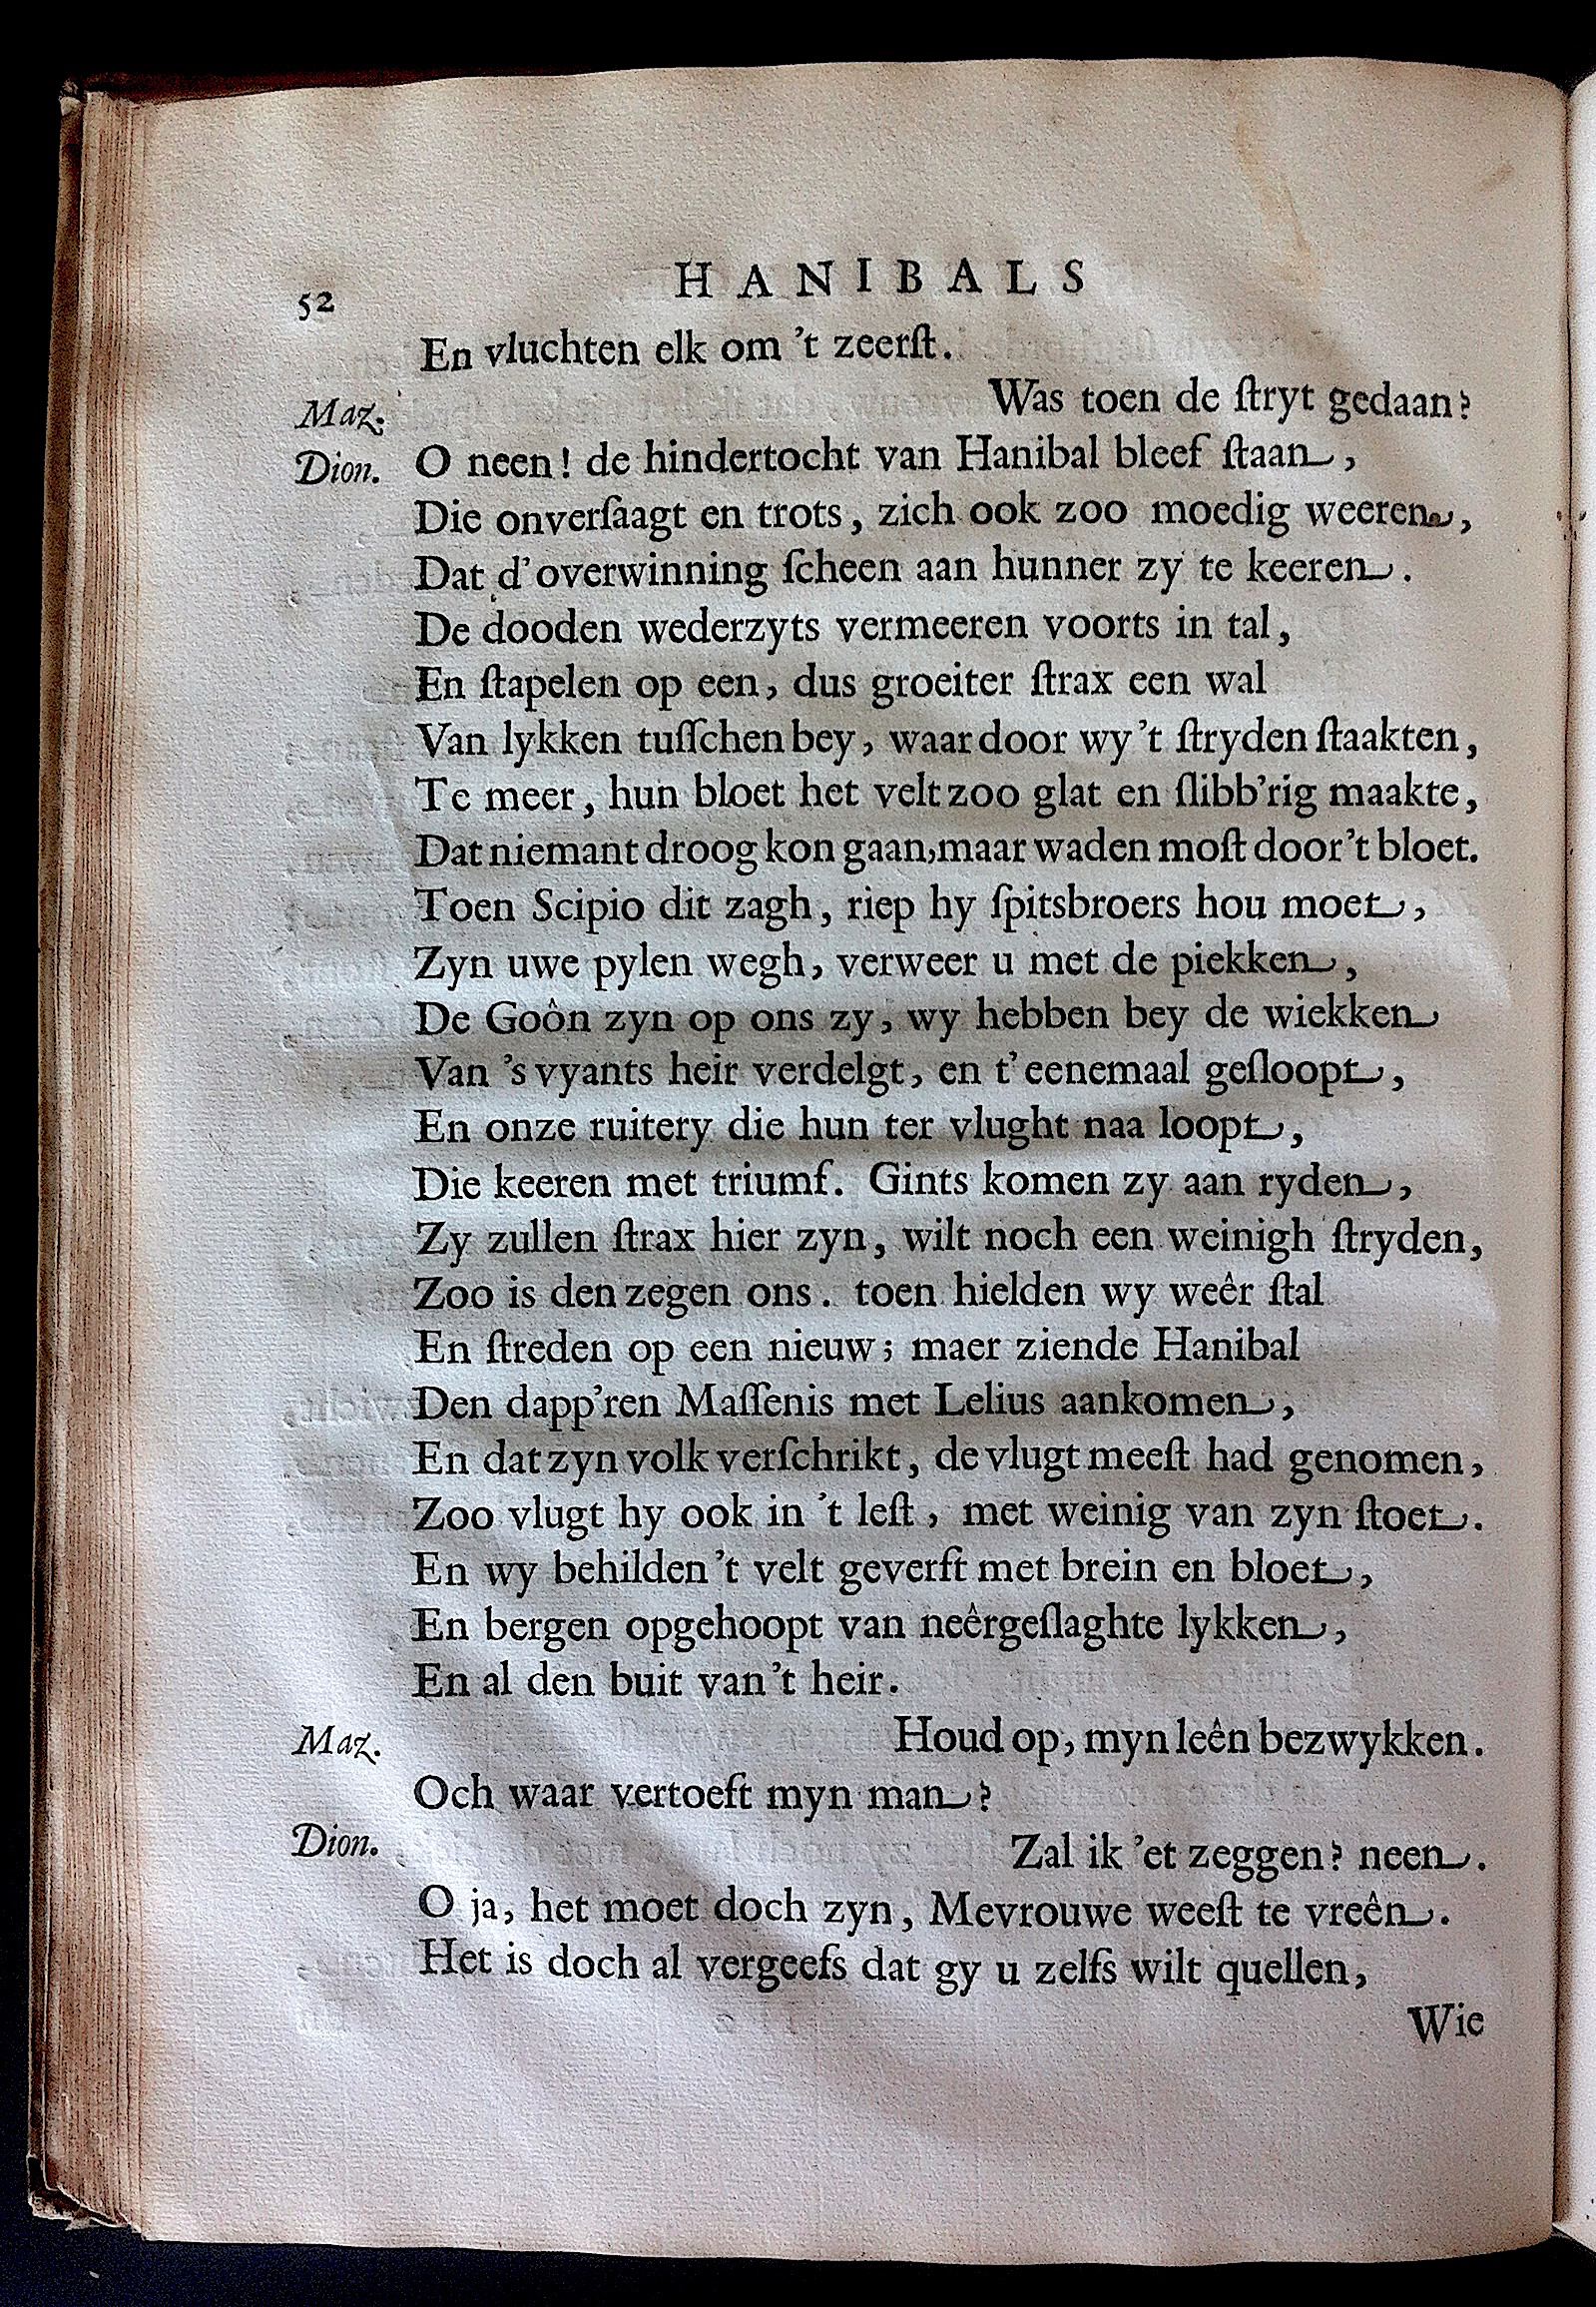 52 HANIBALS
En vluchten elk om 't zeerſt.
Maz. Was toen de ſtryt gedaan?
Dion. O neen! de hindertocht van Hanibal bleef ſtaan,
Die onverſaagt en trots, zich ook zoo moedig weeren,
Dat d'overwinning ſcheen aan hunner zy te keeren.
De dooden wederzyts vermeeren voorts in tal,
En ſtapelen op een, dus groeiter ſtrax een wal
Van lykken tuſſchen bey, waar door wy 't ſtryden ſtaakten,
Te meer, hun bloet het velt zoo glat en ſlibb'rig maakte,
Dat niemant droog kon gaan, maar waden moſt door 't bloet.
Toen Scipio dit zagh, riep hy ſpitsbroers hou moet,
Zyn uwe pylen wegh, verweer u met de piekken,
De Goôn zyn op ons zy, wy hebben bey de wiekken
Van 's vyants heir verdelgt, en t'eenemaal geſloopt,
En onze ruitery die hun ter vlught naa loopt,
Die keeren met triumf. Gints komen zy aan ryden,
Zy zullen ſtrax hier zyn, wilt noch een weinigh ſtryden,
Zoo is den zegen ons. toen hielden wy weêr ſtal
En ſtreden op een nieuw; maer ziende Hanibal
Den dapp'ren Maſſenis met Lelius aankomen,
En dat zyn volk verſchrikt, de vlugt meeſt had genomen,
Zoo vlugt hy ook in 't leſt, met weinig van zyn ſtoet.
En wy behilden 't velt geverft met brein en bloet,
En bergen opgehoopt van neêrgeſlaghte lykken,
En al den buit van 't heir.
Maz. Houd op, myn leên bezwykken.
Och waar vertoeft myn man?
Dion. Zal ik 'et zeggen? neen.
O ja, het moet doch zyn, Mevrouwe weeſt te vreên.
Het is doch al vergeefs dat gy u zelfs wilt quellen,
Wie